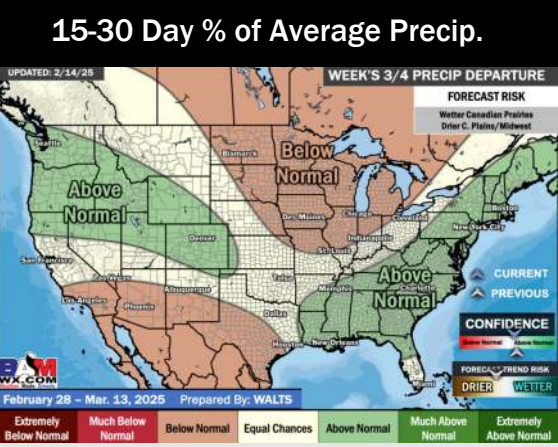 15-30 Day % of Average Precip.
UPDATED: 2/14/25
WEEK'S 3/4 PRECIP DEPARTURE
FORECAST RISK
Wetter Canadian Prairies
Drier C. Plains/Midwest
Seattle
Bismarck
Below
Normal
Above
Normal
Boston
New York City
Des Moines
Chicago
Cleveland
Denver
Indianapolis
St. Louis
San Francisco
Las Vegas
Tulsa
Above
Normal
Charlotte
Memphis
Albuquerque
Los Angeles
Phoenix
Dallas
Houston
New Orleans
Miami
CURRENT
PREVIOUS
CONFIDENCE
Below Normal
Above Normal
FORECAST TREND RISK
DRIER
WETTER
BAM
WX.COM
February 28 – Mar. 13, 2025 Prepared By: WALTS
Extremely
Below Normal
Much Below
Normal
Below Normal
Equal Chances
Above Normal
Much Above
Normal
Extremely
Above Normal